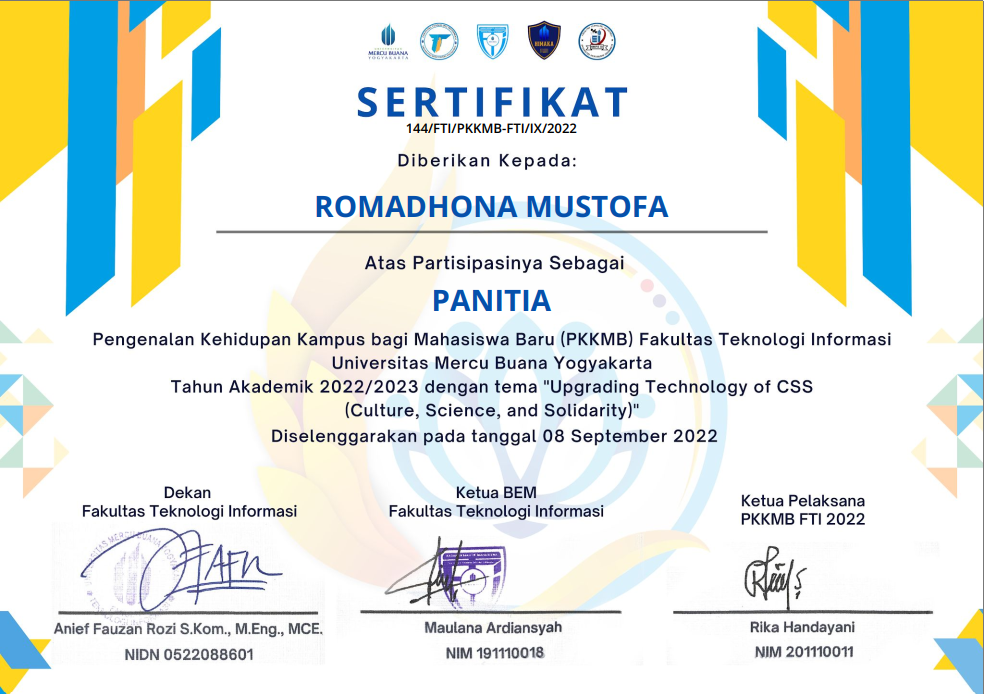 MERCU BUANA
YOGYAKARTA
SERTIFIKAT
144/FTI/PKKMB-FTI/IX/2022
Diberikan Kepada:
ROMADHONA MUSTOFA
Atas Partisipasinya Sebagai
PANITIA
Pengenalan Kehidupan Kampus bagi Mahasiswa Baru (PKKMB) Fakultas Teknologi Informasi
Universitas Mercu Buana Yogyakarta
Tahun Akademik 2022/2023 dengan tema "Upgrading Technology of CSS
(Culture, Science, and Solidarity)"
Diselenggarakan pada tanggal 08 September 2022
Dekan
Fakultas Teknologi Informasi
Anief Fauzan Rozi S.Kom., M.Eng., MCE.
NIDN 0522088601
Ketua BEM
Fakultas Teknologi Informasi
Maulana Ardiansyah
NIM 191110018
Ketua Pelaksana
PKKMB FTI 2022
Rika Handayani
NIM 201110011